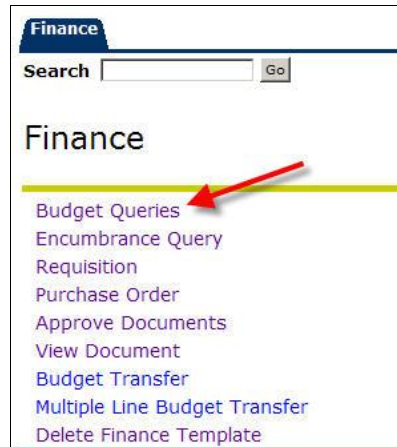 Finance
Search Go
Finance
Budget Queries
Encumbrance Query
Requisition
Purchase Order
Approve Documents
View Document
Budget Transfer
Multiple Line Budget Transfer
Delete Finance Template